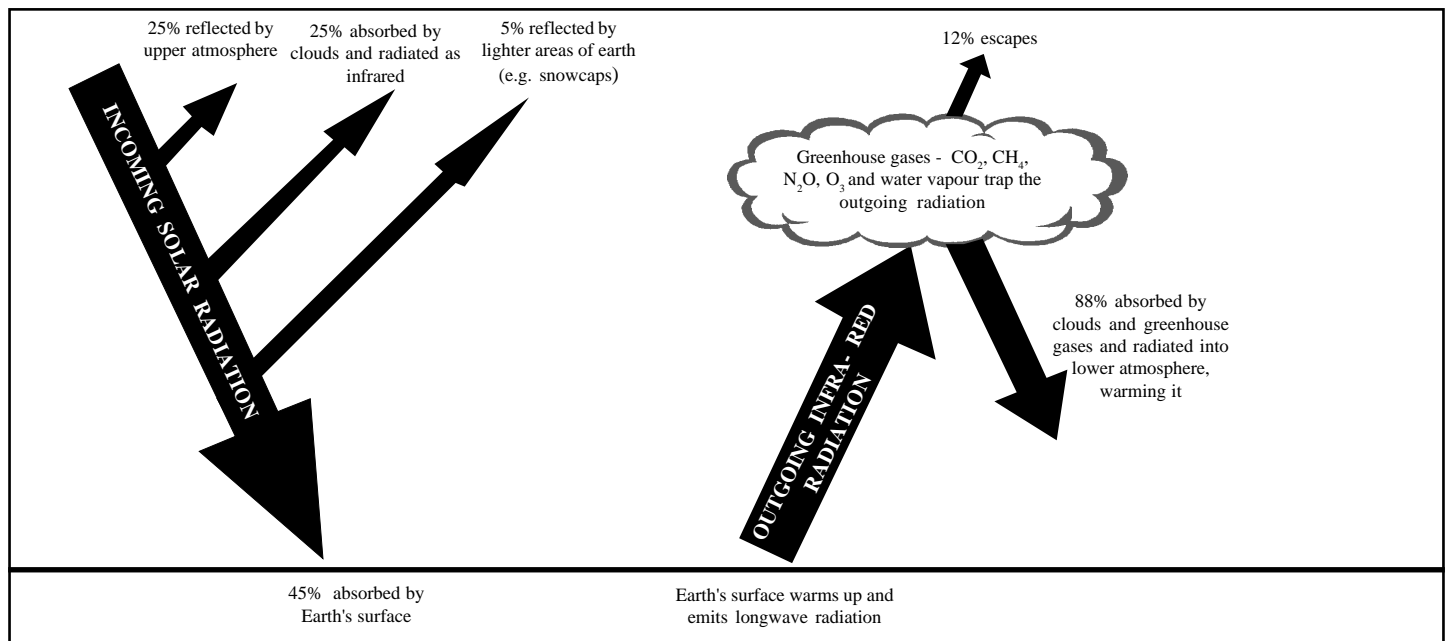 25% reflected by
upper atmosphere
25% absorbed by
clouds and radiated as
infrared
5% reflected by
lighter areas of earth
(e.g. snowcaps)
INCOMING SOLAR RADIATION
45% absorbed by
Earth's surface
12% escapes
Greenhouse gases - CO₂, CH₄,
N₂O, O₃ and water vapour trap the
outgoing radiation
OUTGOING INFRA- RED
RADIATION
88% absorbed by
clouds and greenhouse
gases and radiated into
lower atmosphere,
warming it
Earth's surface warms up and
emits longwave radiation